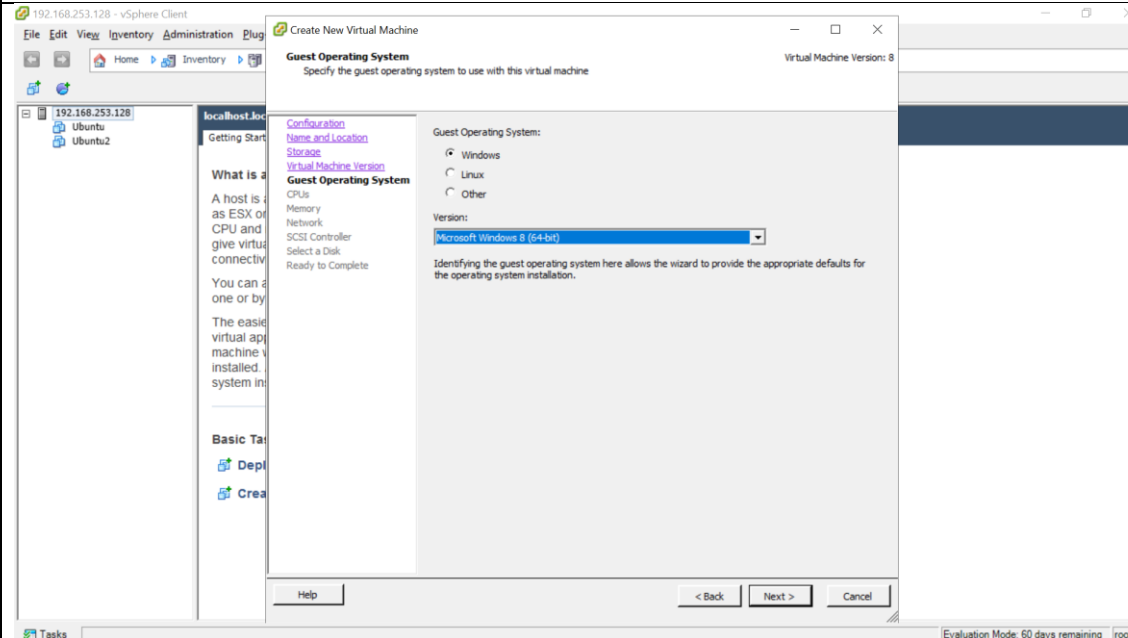 192.168.253.128 - vSphere Client
File Edit View Inventory Administration Plug
Home Inventory
192.168.253.128
Ubuntu
Ubuntu2
localhost.loc
Getting Start
What is a
A host is a
as ESX or
CPU and
give virtua
connectiv
You can a
one or by
The easie
virtual app
machine v
installed.
system ins
Basic Tas
Depl
Crea
Create New Virtual Machine
Guest Operating System
Specify the guest operating system to use with this virtual machine
Virtual Machine Version: 8
Configuration
Name and Location
Storage
Virtual Machine Version
Guest Operating System
CPUs
Memory
Network
SCSI Controller
Select a Disk
Ready to Complete
Guest Operating System:
Windows
Linux
Other
Version:
Microsoft Windows 8 (64-bit)
Identifying the guest operating system here allows the wizard to provide the appropriate defaults for
the operating system installation.
Help
< Back Next > Cancel
Tasks
Evaluation Mode: 60 days remaining roo